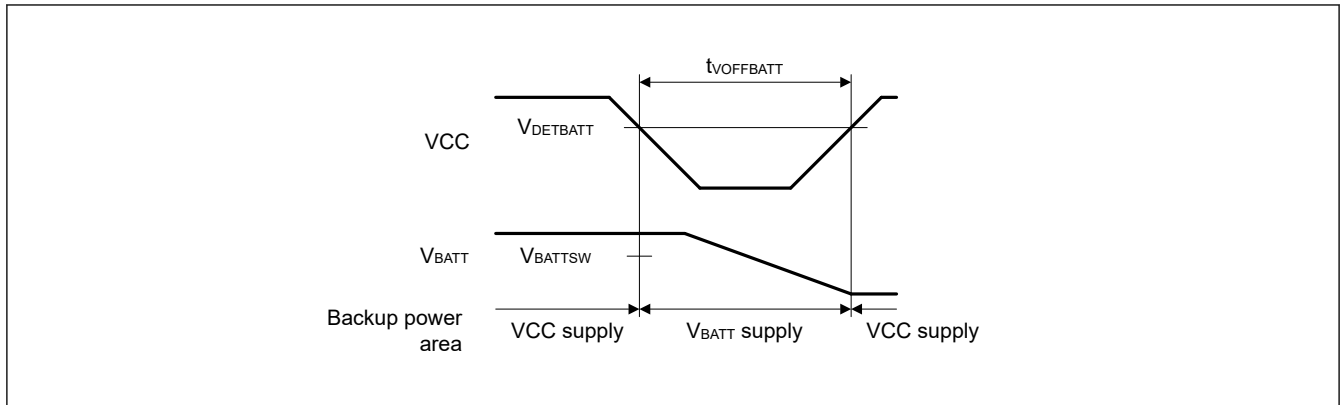 tVOFFBATT
VDETBATT
VCC
VBATT
VBATTSW
Backup power
area
VCC supply
VBATT supply
VCC supply